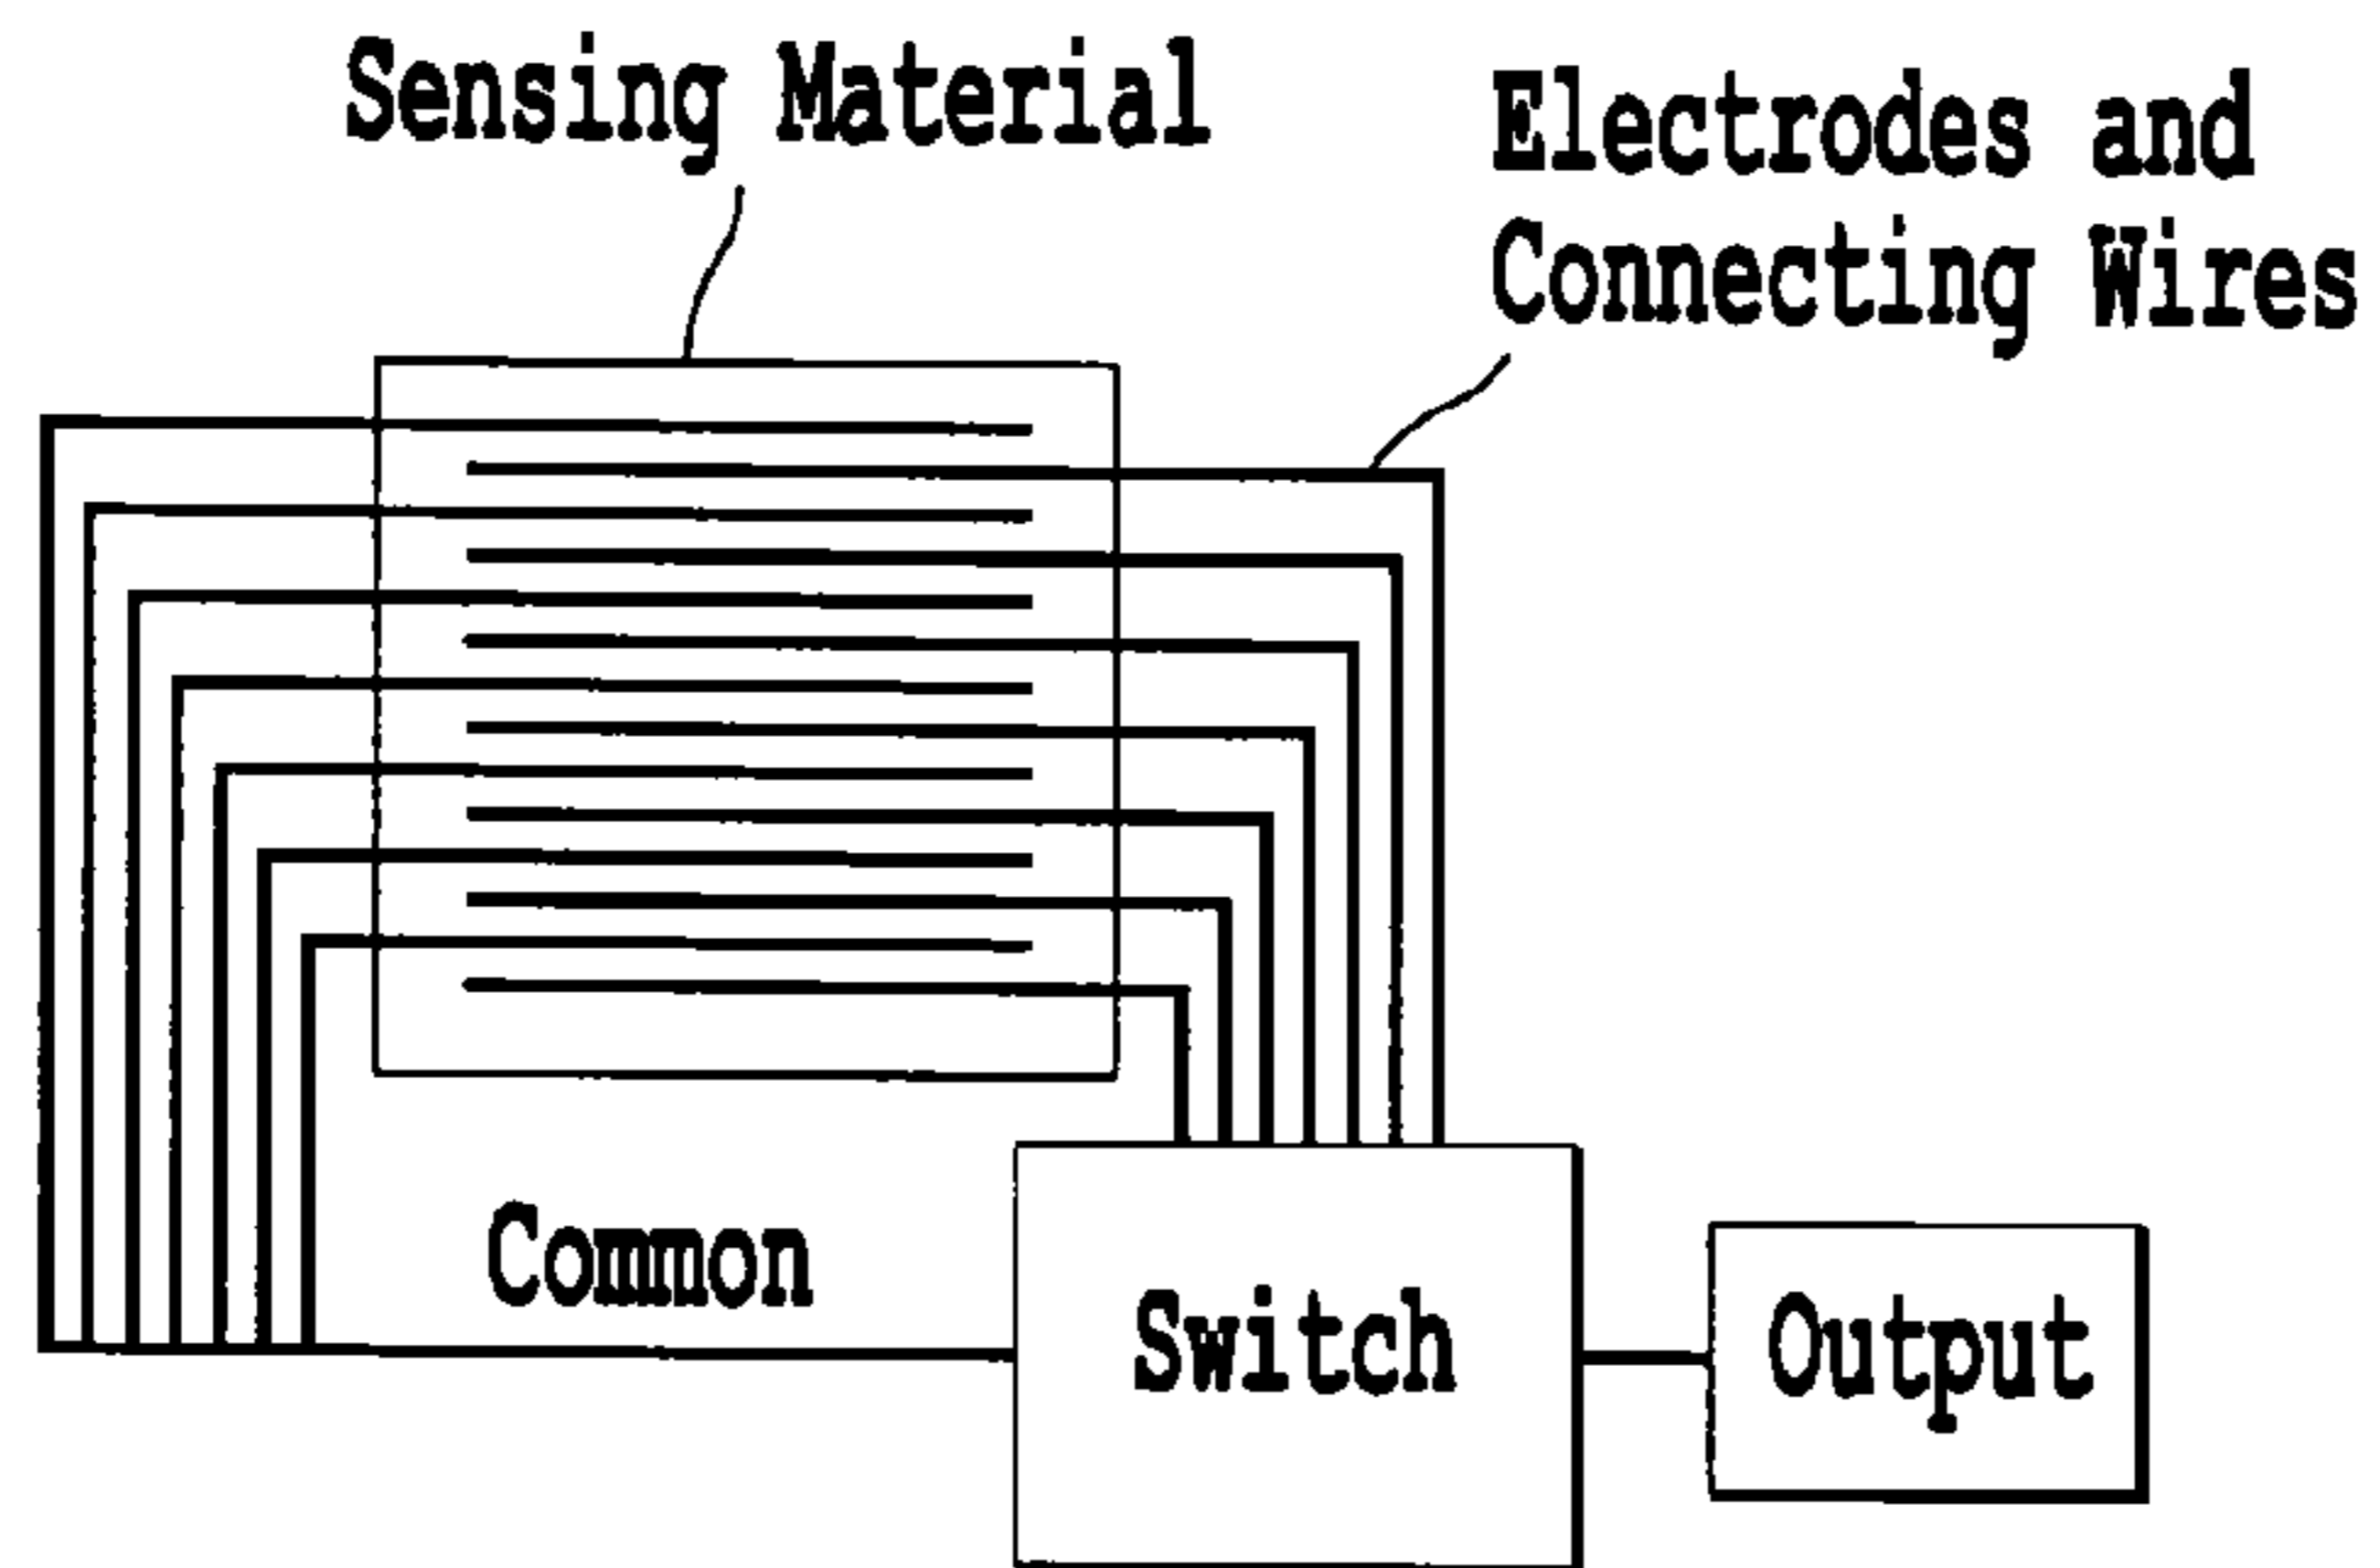 Sensing Material
Electrodes and
Connecting Wires
Common
Switch
Output